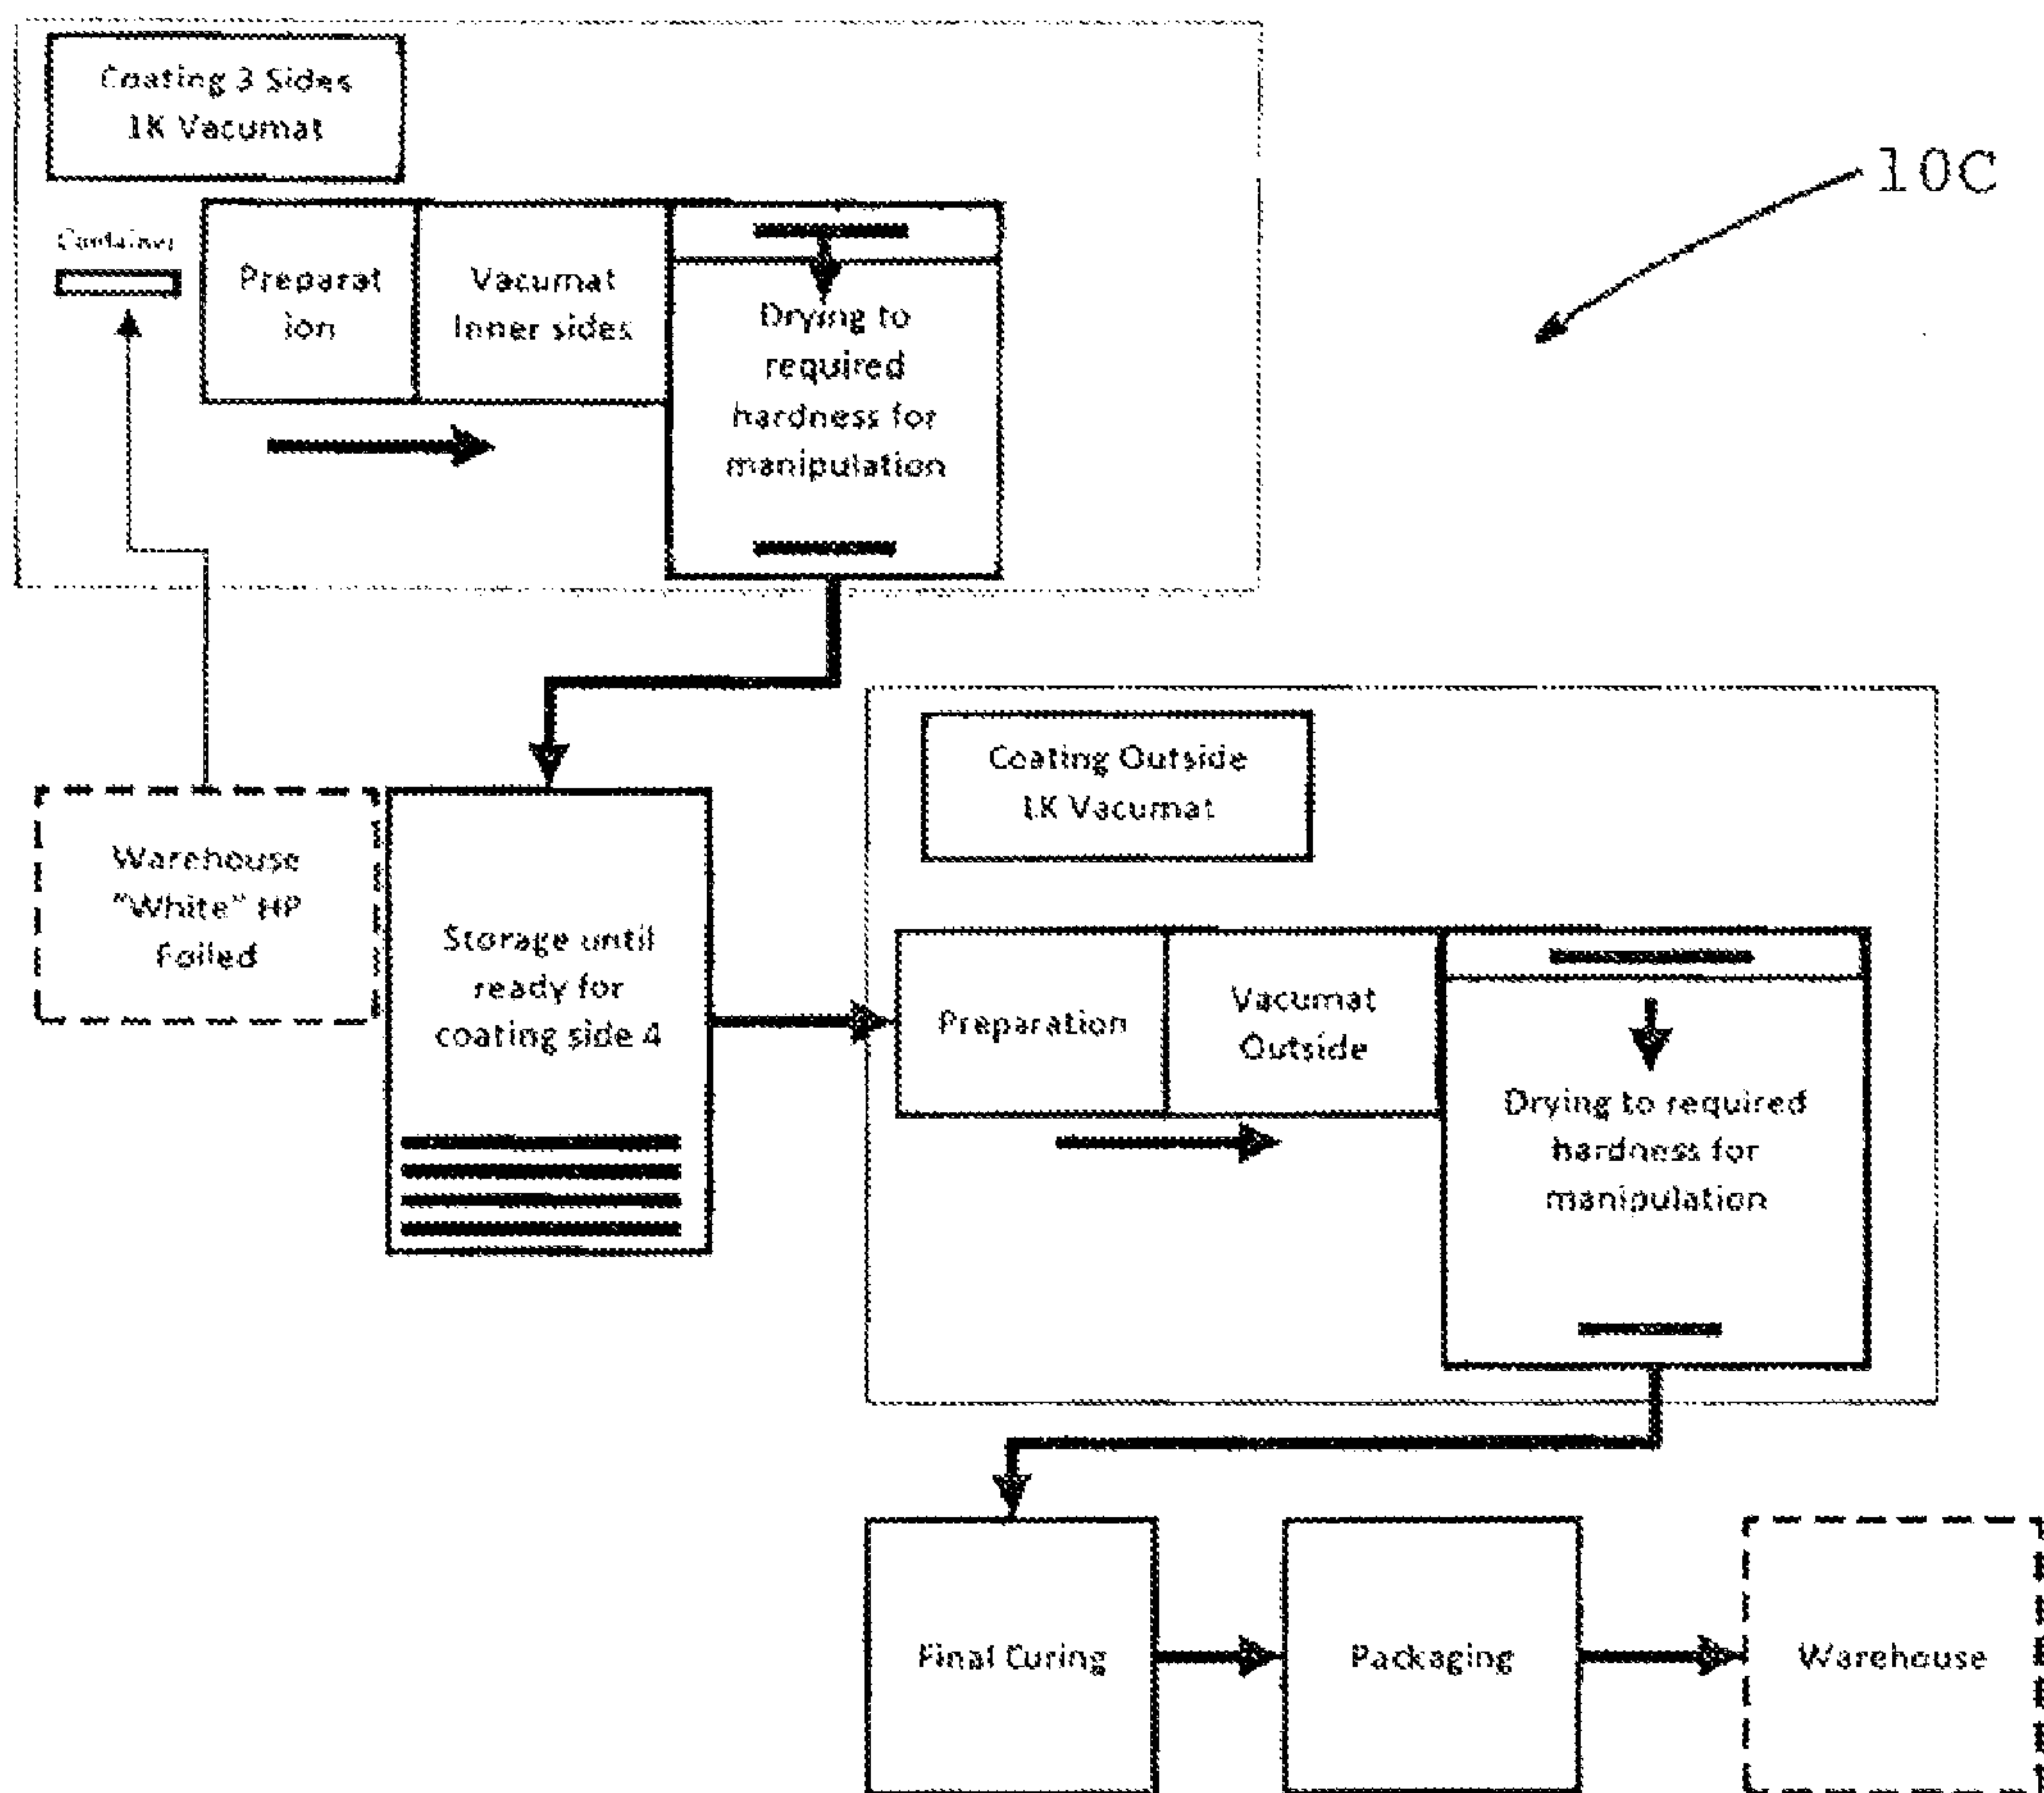 Coating 3 Sides
1K Vacumat
10C
Container
Preparat
ion
Vacumat
Inner sides
Drying to
required
hardness for
manipulation
Warehouse
"White" HP
Foiled
Storage until
ready for
coating side 4
Coating Outside
1K Vacumat
Preparation
Vacumat
Outside
Drying to required
hardness for
manipulation
Final Curing
Packaging
Warehouse